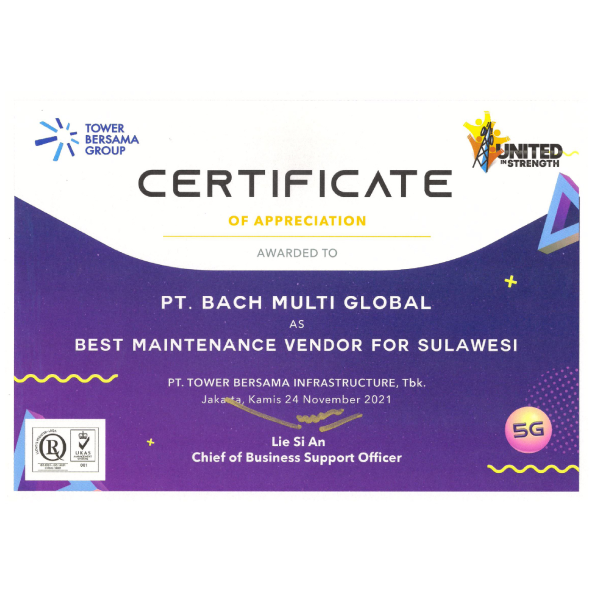 TOWER
BERSAMA
GROUP
UNITED
IN STRENGTH
CERTIFICATE
OF APPRECIATION
AWARDED TO
PT. BACH MULTI GLOBAL
AS
BEST MAINTENANCE VENDOR FOR SULAWESI
PT. TOWER BERSAMA INFRASTRUCTURE, Tbk.
Jakarta, Kamis 24 November 2021
Lie Si An
Chief of Business Support Officer
5G
R
UKAS